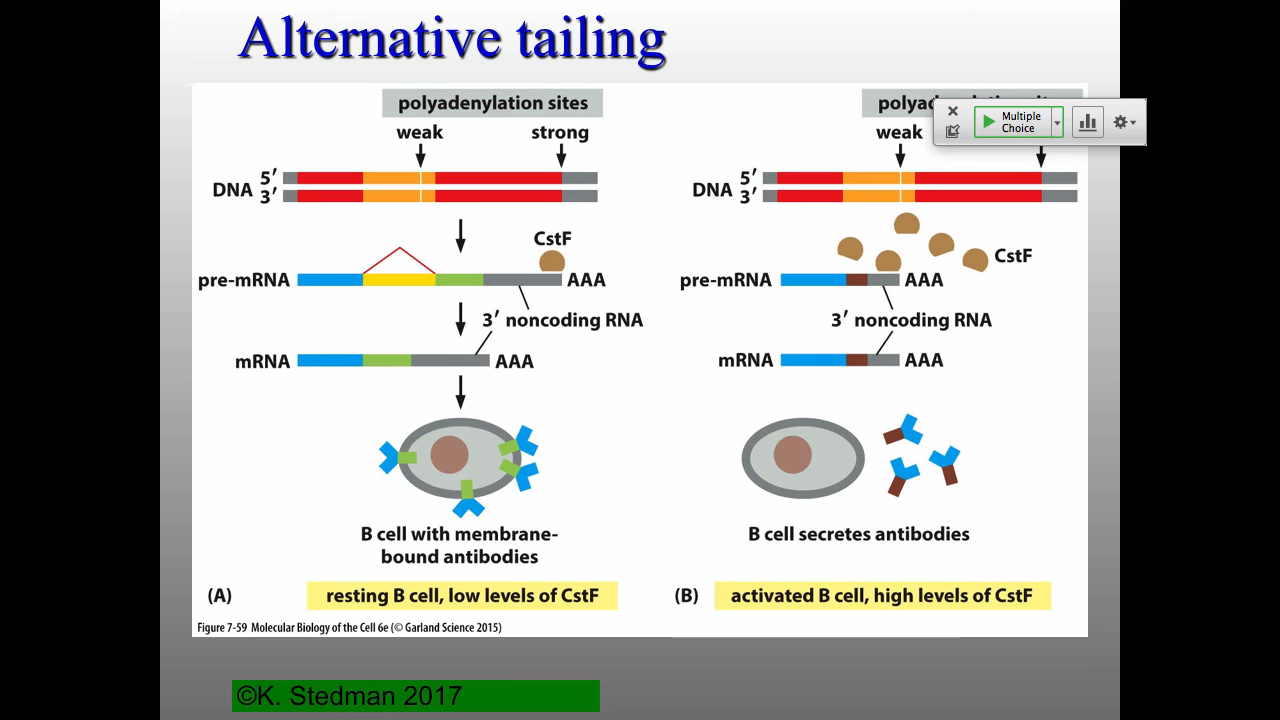 Alternative tailing
polyadenylation sites
weak
strong
5′
DNA
3′
CstF
pre-mRNA
AAA
3′ noncoding RNA
mRNA
AAA
B cell with membrane-
bound antibodies
(A)
resting B cell, low levels of CstF
weak
Multiple
Choice
5′
DNA
3′
CstF
pre-mRNA
AAA
3′ noncoding RNA
mRNA
AAA
B cell secretes antibodies
(B)
activated B cell, high levels of CstF
Figure 7-59 Molecular Biology of the Cell 6e (© Garland Science 2015)
©K. Stedman 2017